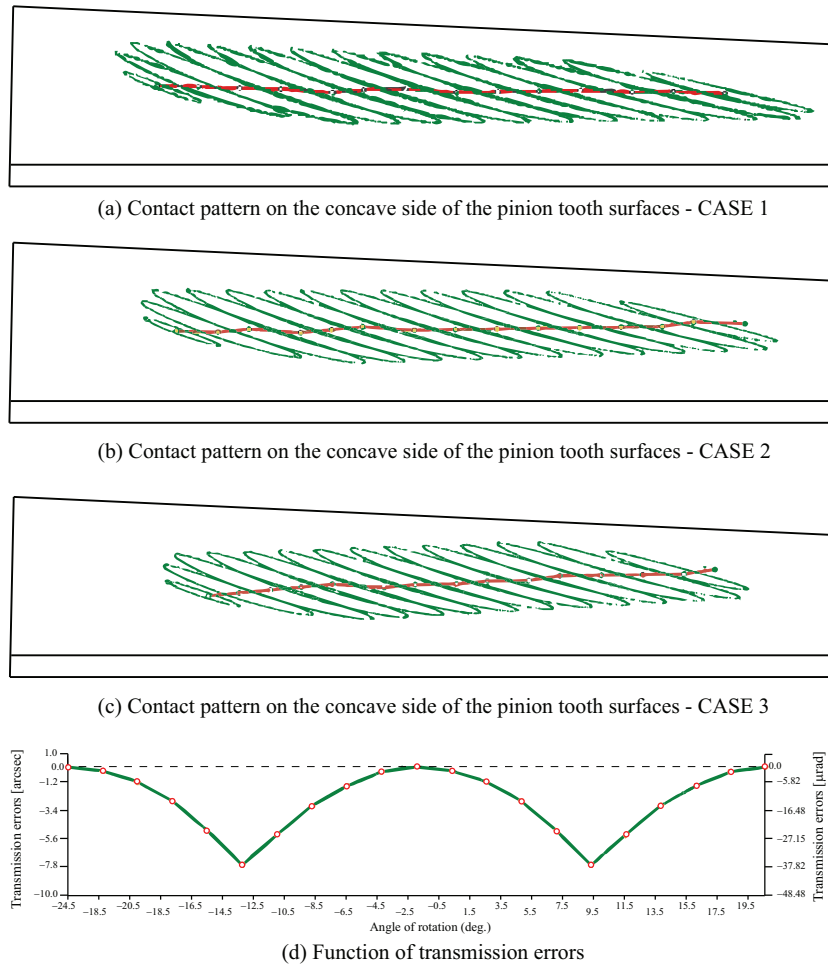 (a) Contact pattern on the concave side of the pinion tooth surfaces - CASE 1
(b) Contact pattern on the concave side of the pinion tooth surfaces - CASE 2
(c) Contact pattern on the concave side of the pinion tooth surfaces - CASE 3
Transmission errors [arcsec]
1.0
0.0
−1.2
−3.4
−5.6
−7.8
−10.0
0.0
−5.82
−16.48
−27.15
−37.82
−48.48
Transmission errors [μrad]
−24.5 −18.5 −20.5 −18.5 −16.5 −14.5 −12.5 −8.5 −6.5 −4.5 −2.5 −0.5 1.5 3.5 5.5 7.5 9.5 11.5 13.5 15.5 17.5 19.5
Angle of rotation (deg.)
(d) Function of transmission errors